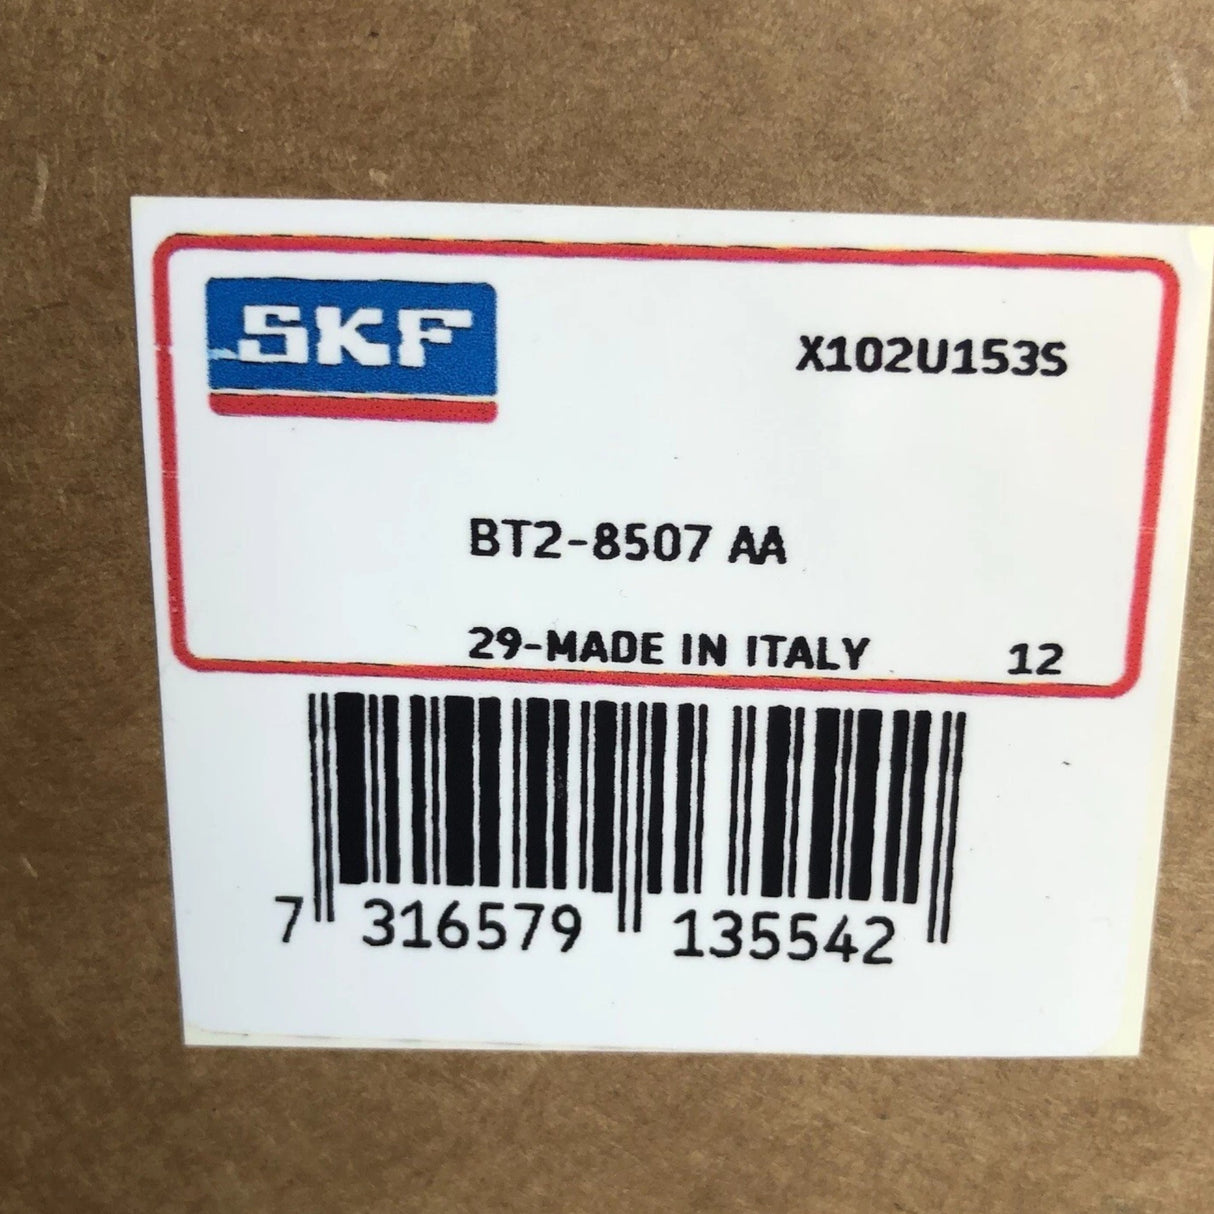 SKF
X102U153S
BT2-8507 AA
29-MADE IN ITALY 12
7 316579 135542